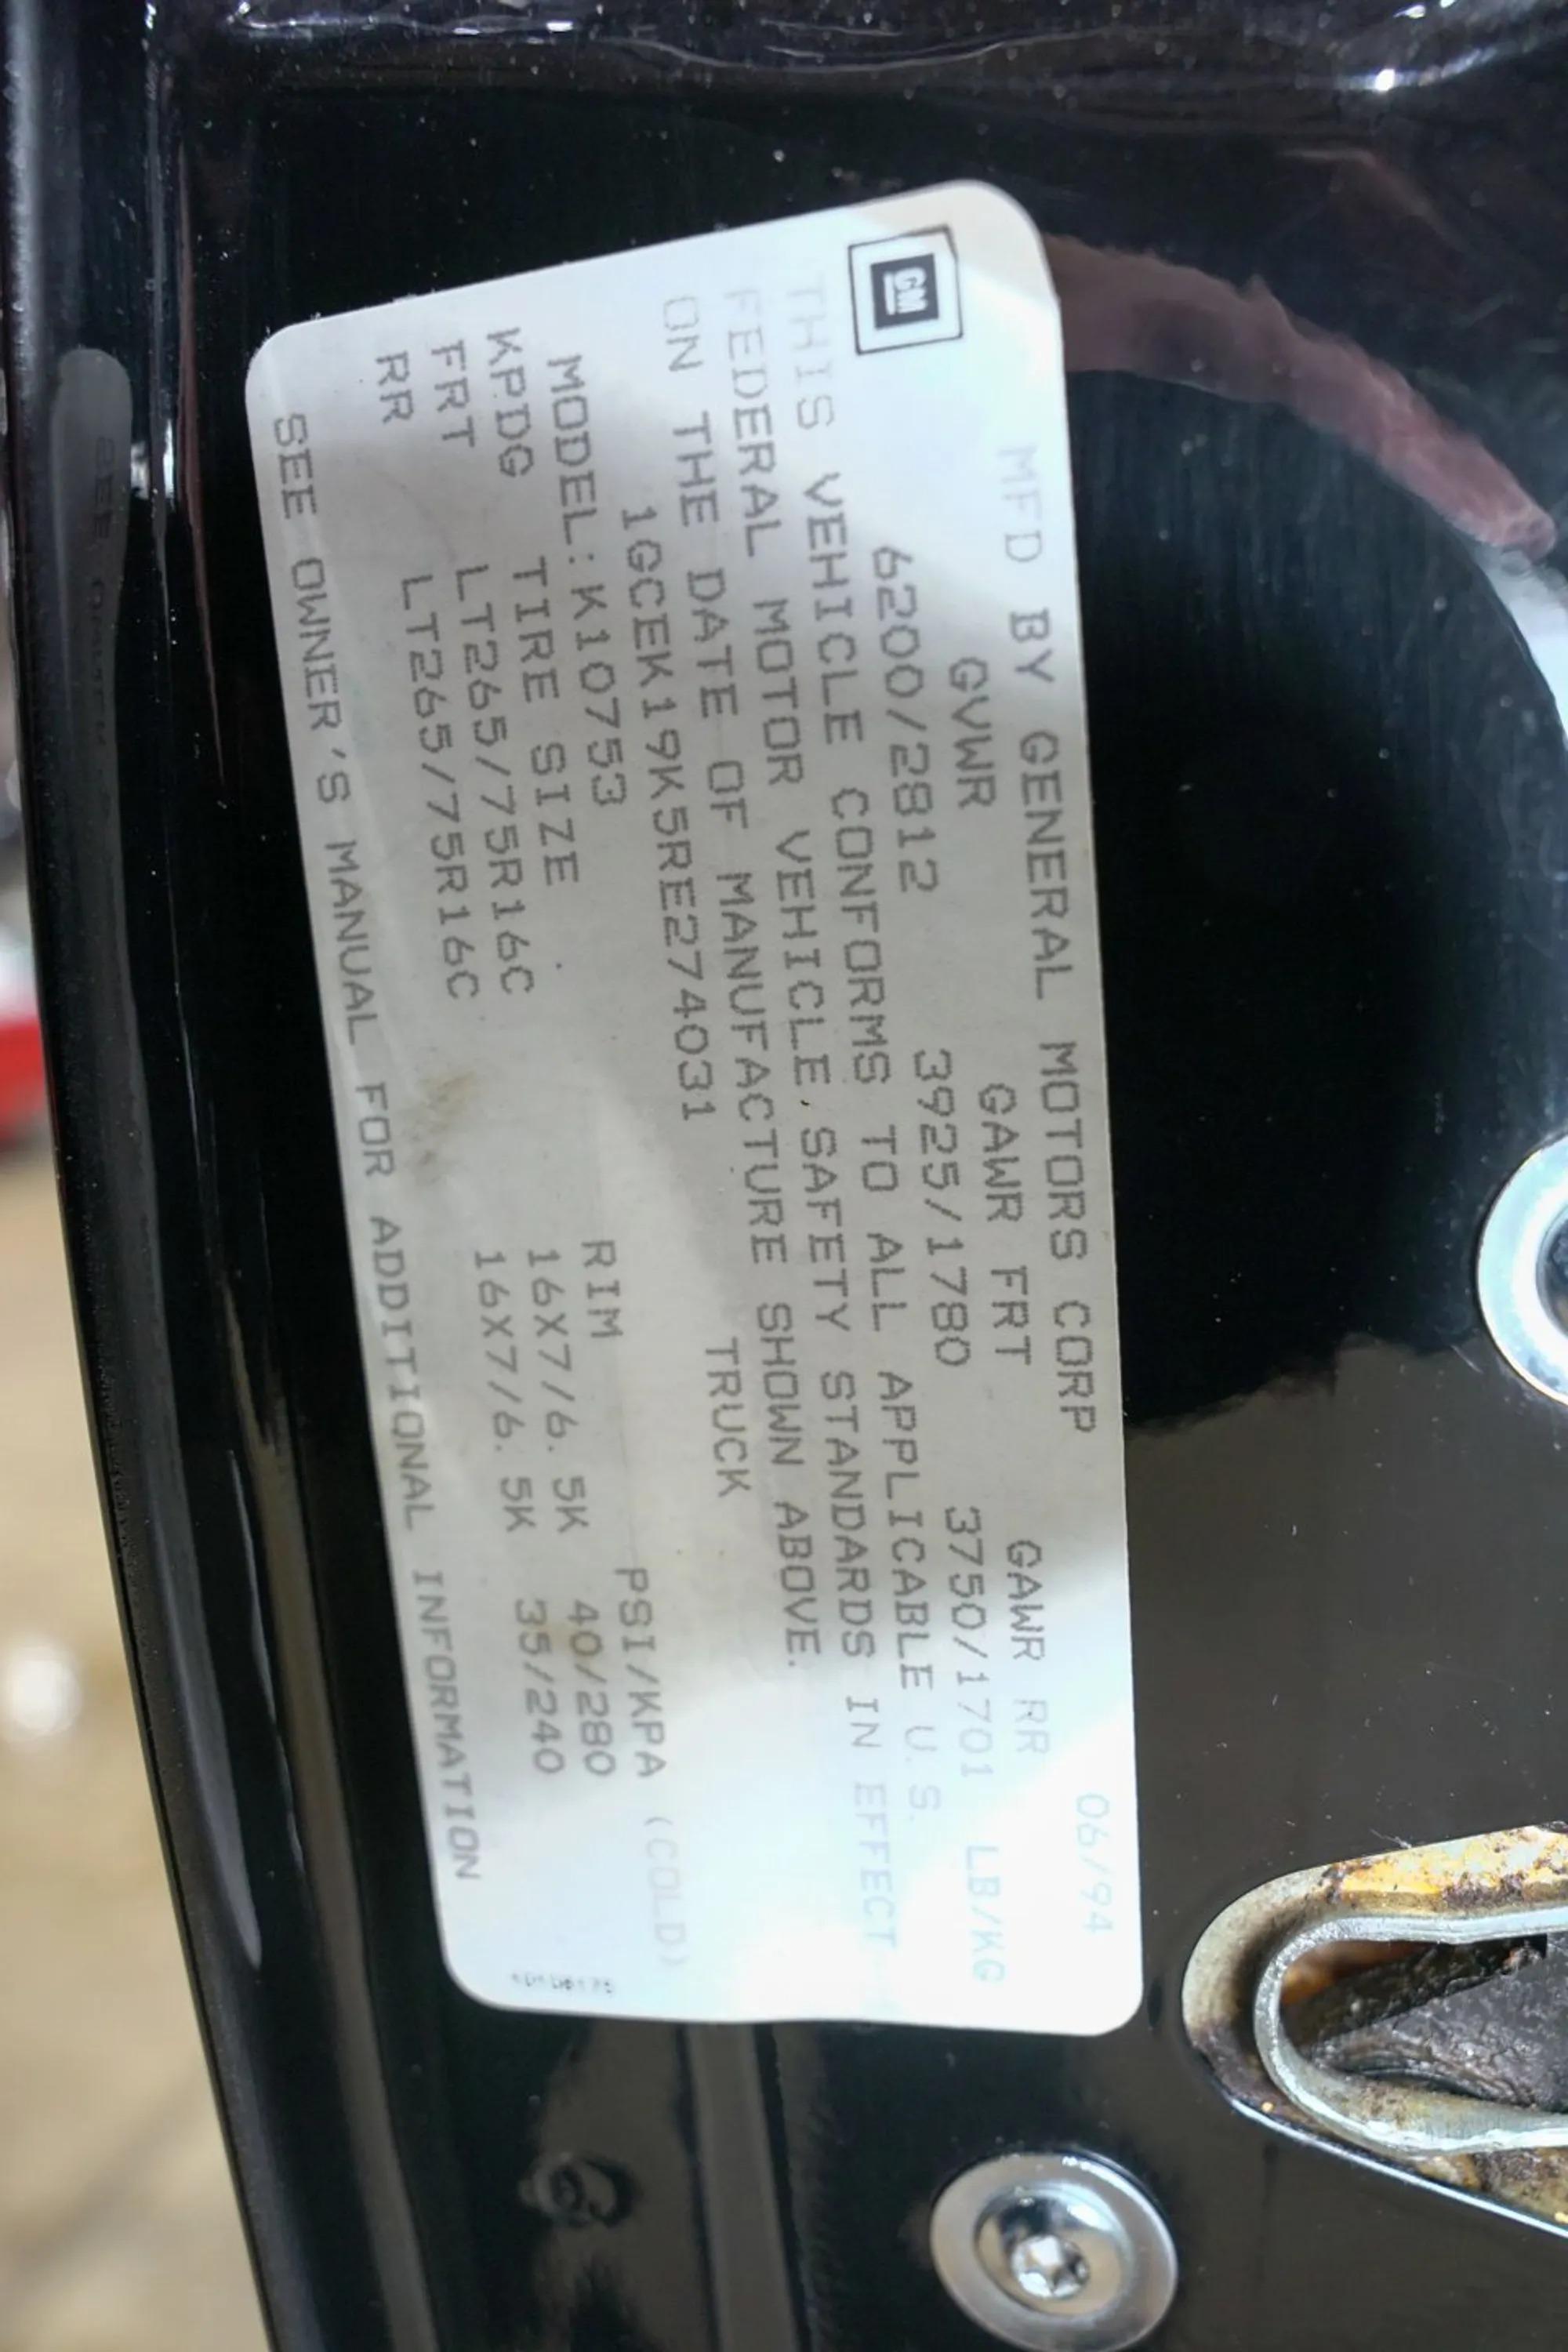 GM
MFD BY GENERAL MOTORS CORP 06/94
GVWR GAWR FRT GAWR RR
6200/2812 3925/1780 3750/1701 LB/KG
THIS VEHICLE CONFORMS TO ALL APPLICABLE U.S.
FEDERAL MOTOR VEHICLE SAFETY STANDARDS IN EFFECT
ON THE DATE OF MANUFACTURE SHOWN ABOVE.
1GCEK19K5RE274031 TRUCK
MODEL:K10753
KPDG TIRE SIZE RIM PSI/KPA (COLD)
FRT LT265/75R16C 16X7/6.5K 40/280
RR LT265/75R16C 16X7/6.5K 35/240
SEE OWNER'S MANUAL FOR ADDITIONAL INFORMATION